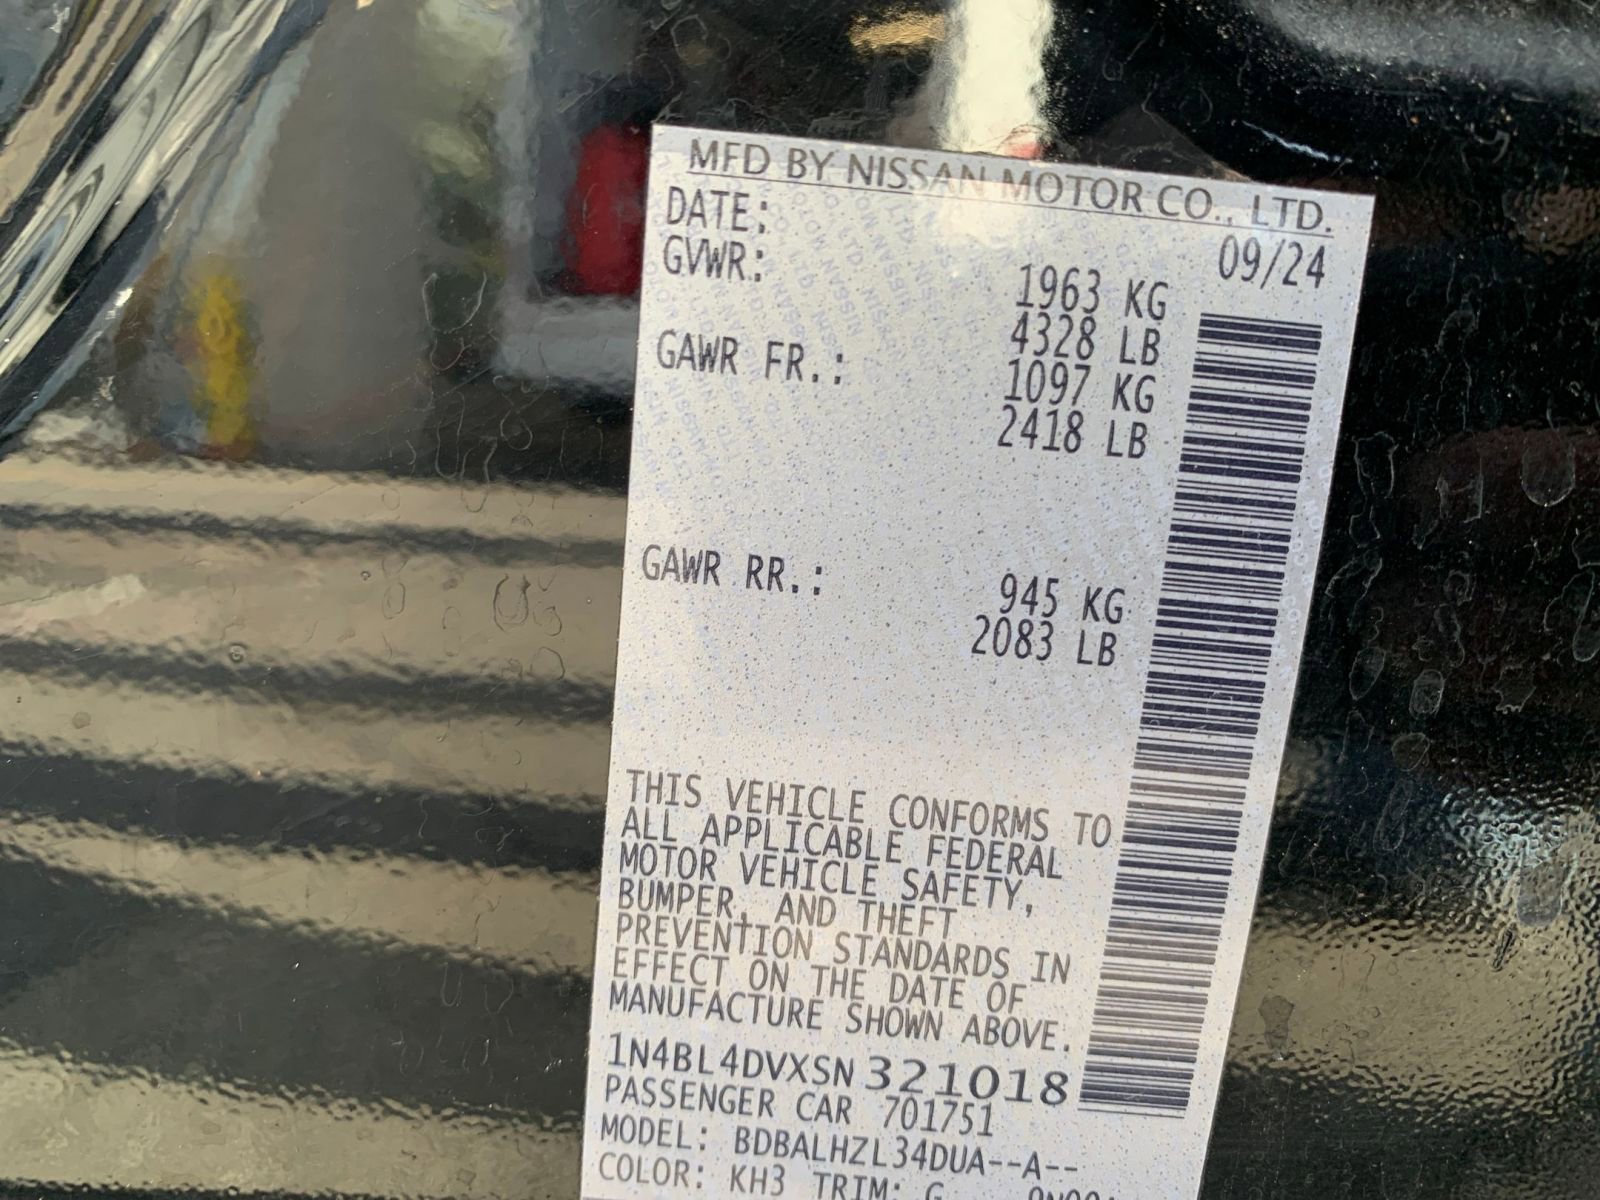 MFD BY NISSAN MOTOR CO., LTD.
DATE: 09/24
GVWR: 1963 KG
4328 LB
GAWR FR.: 1097 KG
2418 LB
GAWR RR.: 945 KG
2083 LB
THIS VEHICLE CONFORMS TO
ALL APPLICABLE FEDERAL
MOTOR VEHICLE SAFETY,
BUMPER, AND THEFT
PREVENTION STANDARDS IN
EFFECT ON THE DATE OF
MANUFACTURE SHOWN ABOVE.
1N4BL4DVXSN321018
PASSENGER CAR 701751
MODEL: BDBALHZL34DUA--A--
COLOR: KH3 TRIM: G